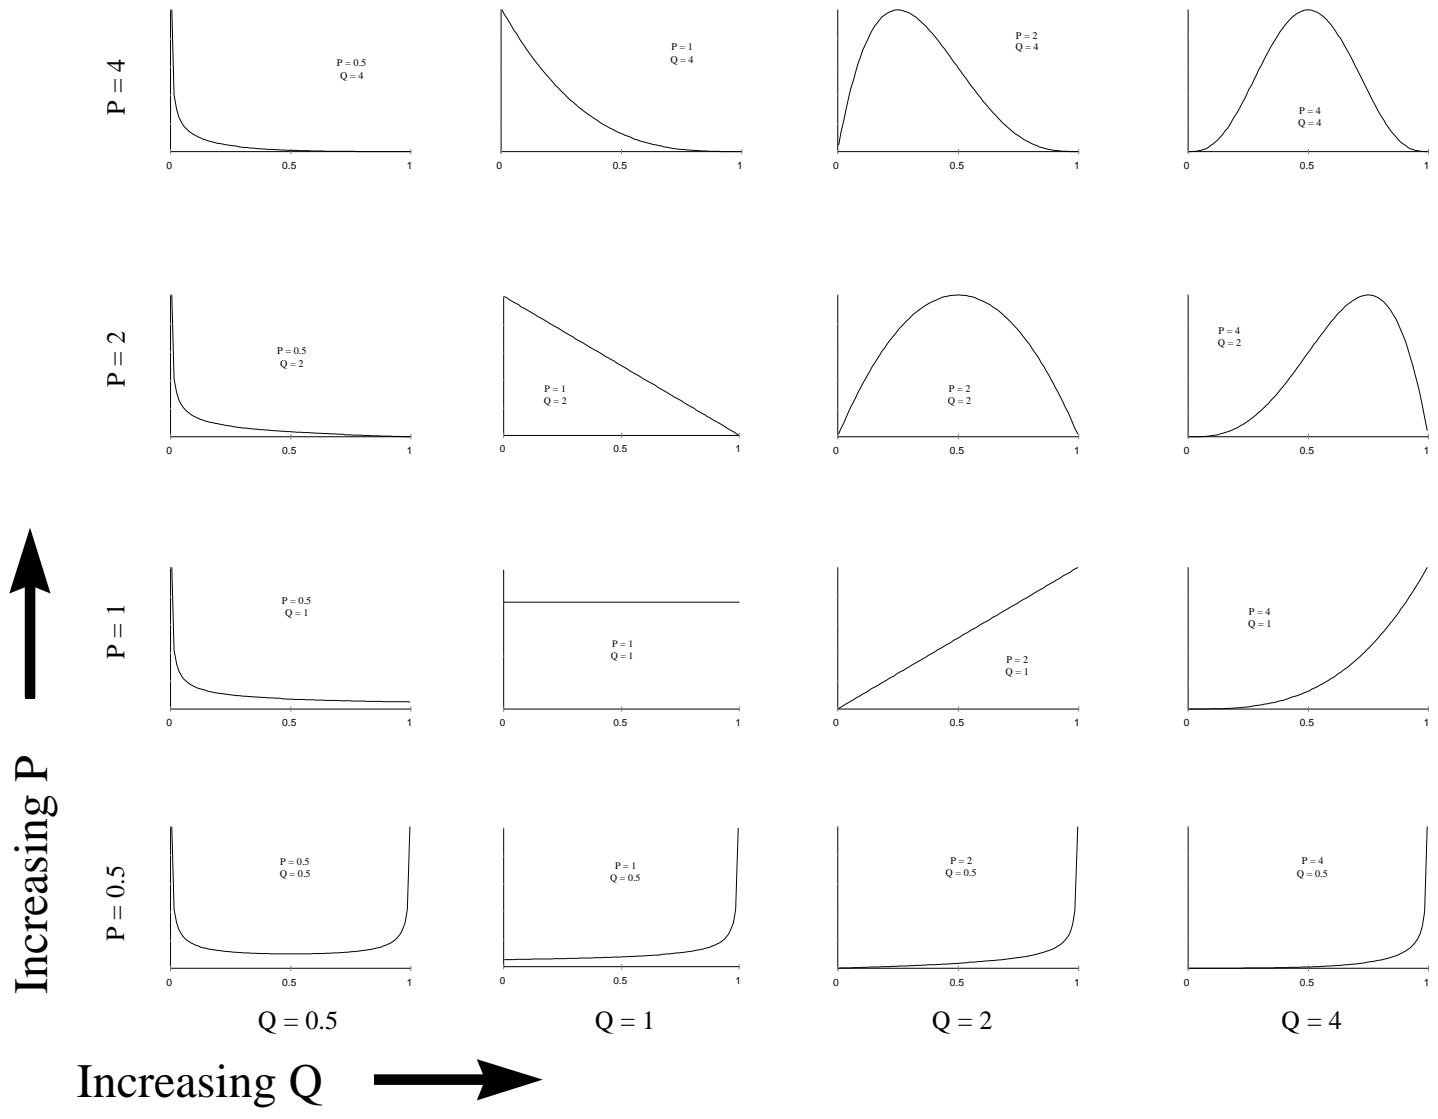 P = 4
P = 0.5
Q = 4
0 0.5 1
P = 1
Q = 4
0 0.5 1
P = 2
Q = 4
0 0.5 1
P = 4
Q = 4
0 0.5 1
P = 2
P = 0.5
Q = 2
0 0.5 1
P = 1
Q = 2
0 0.5 1
P = 2
Q = 2
0 0.5 1
P = 4
Q = 2
0 0.5 1
P = 1
P = 0.5
Q = 1
0 0.5 1
P = 1
Q = 1
0 0.5 1
P = 2
Q = 1
0 0.5 1
P = 4
Q = 1
0 0.5 1
P = 0.5
P = 0.5
Q = 0.5
0 0.5 1
P = 1
Q = 0.5
0 0.5 1
P = 2
Q = 0.5
0 0.5 1
P = 4
Q = 0.5
0 0.5 1
Increasing P
Q = 0.5 Q = 1 Q = 2 Q = 4
Increasing Q